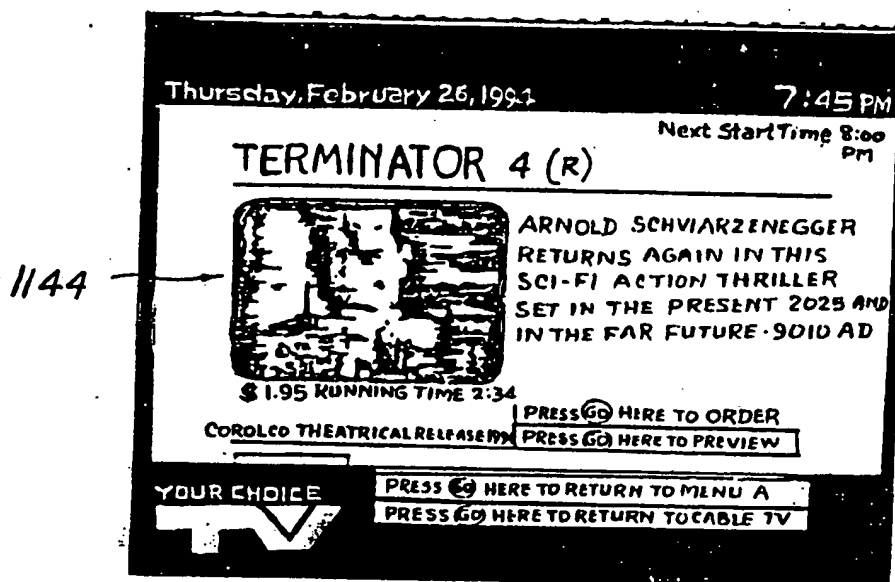 Thursday, February 26, 1992 7:45 PM
Next Start Time 8:00
PM
TERMINATOR 4 (R)
1144
ARNOLD SCHVIARZENEGGER
RETURNS AGAIN IN THIS
SCI-FI ACTION THRILLER
SET IN THE PRESENT 2025 AND
IN THE FAR FUTURE · 9010 AD
$ 1.95 RUNNING TIME 2:34
PRESS GO HERE TO ORDER
COROLCO THEATRICAL RELEASE
PRESS GO HERE TO PREVIEW
YOUR CHOICE
TV
PRESS GO HERE TO RETURN TO MENU A
PRESS GO HERE TO RETURN TO CABLE TV